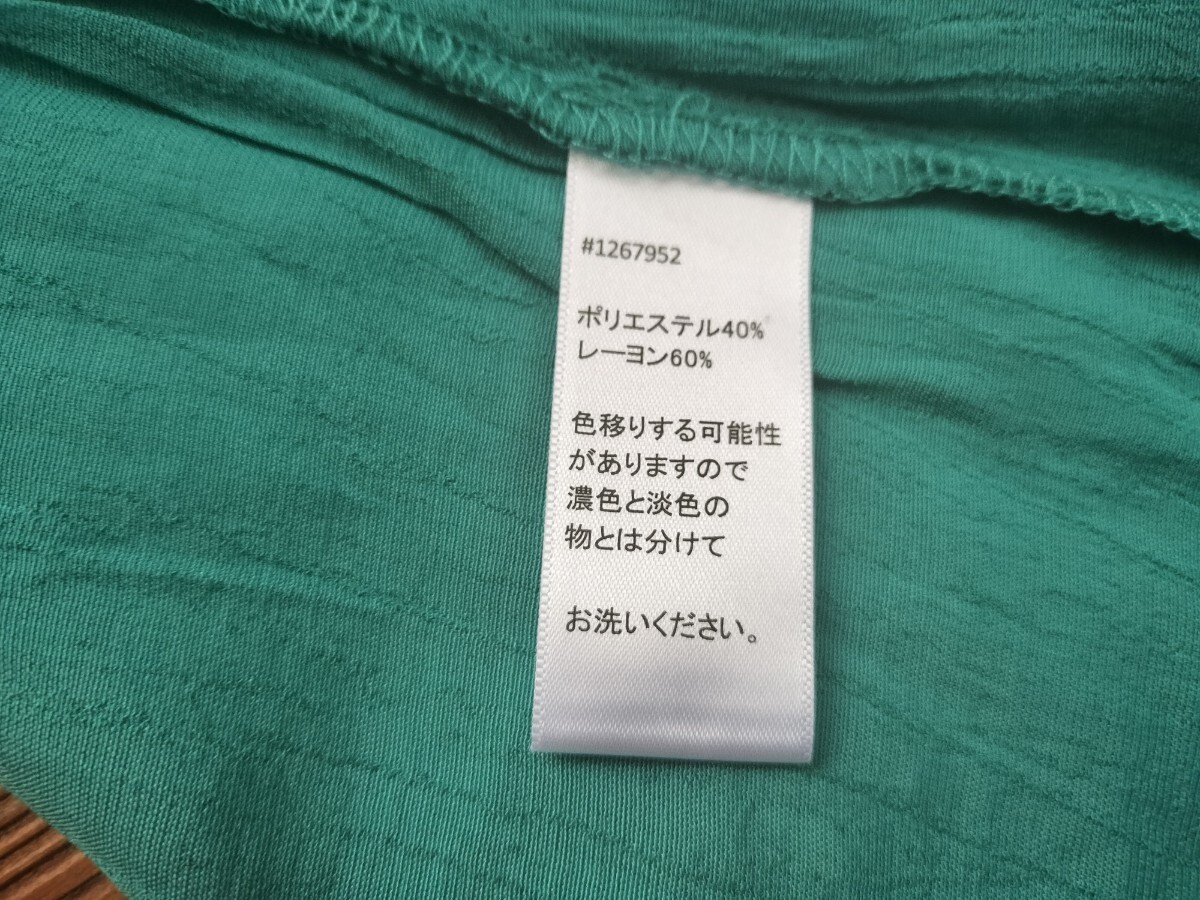 #1267952
ポリエステル40%
レーヨン60%
色移りする可能性
がありますので
濃色と淡色の
物とは分けて
お洗いください。